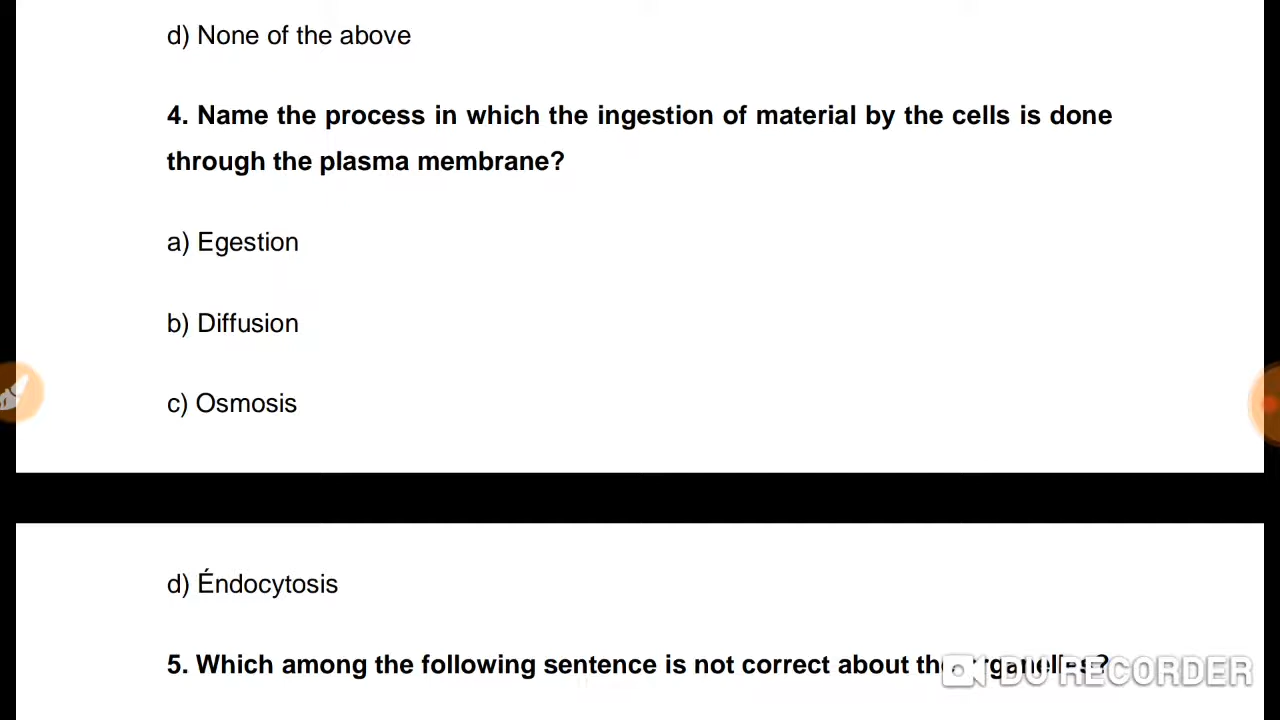 d) None of the above
4. Name the process in which the ingestion of material by the cells is done
through the plasma membrane?
a) Egestion
b) Diffusion
c) Osmosis
d) Éndocytosis
5. Which among the following sentence is not correct about the organelles?
DU RECORDER